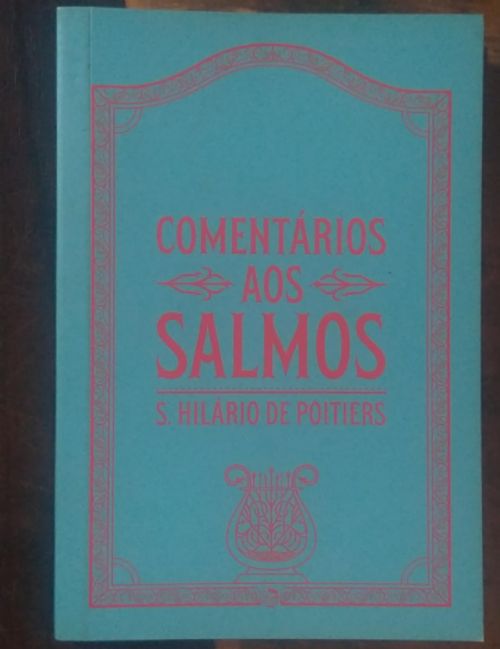 COMENTÁRIOS
AOS
SALMOS
S. HILÁRIO DE POITIERS